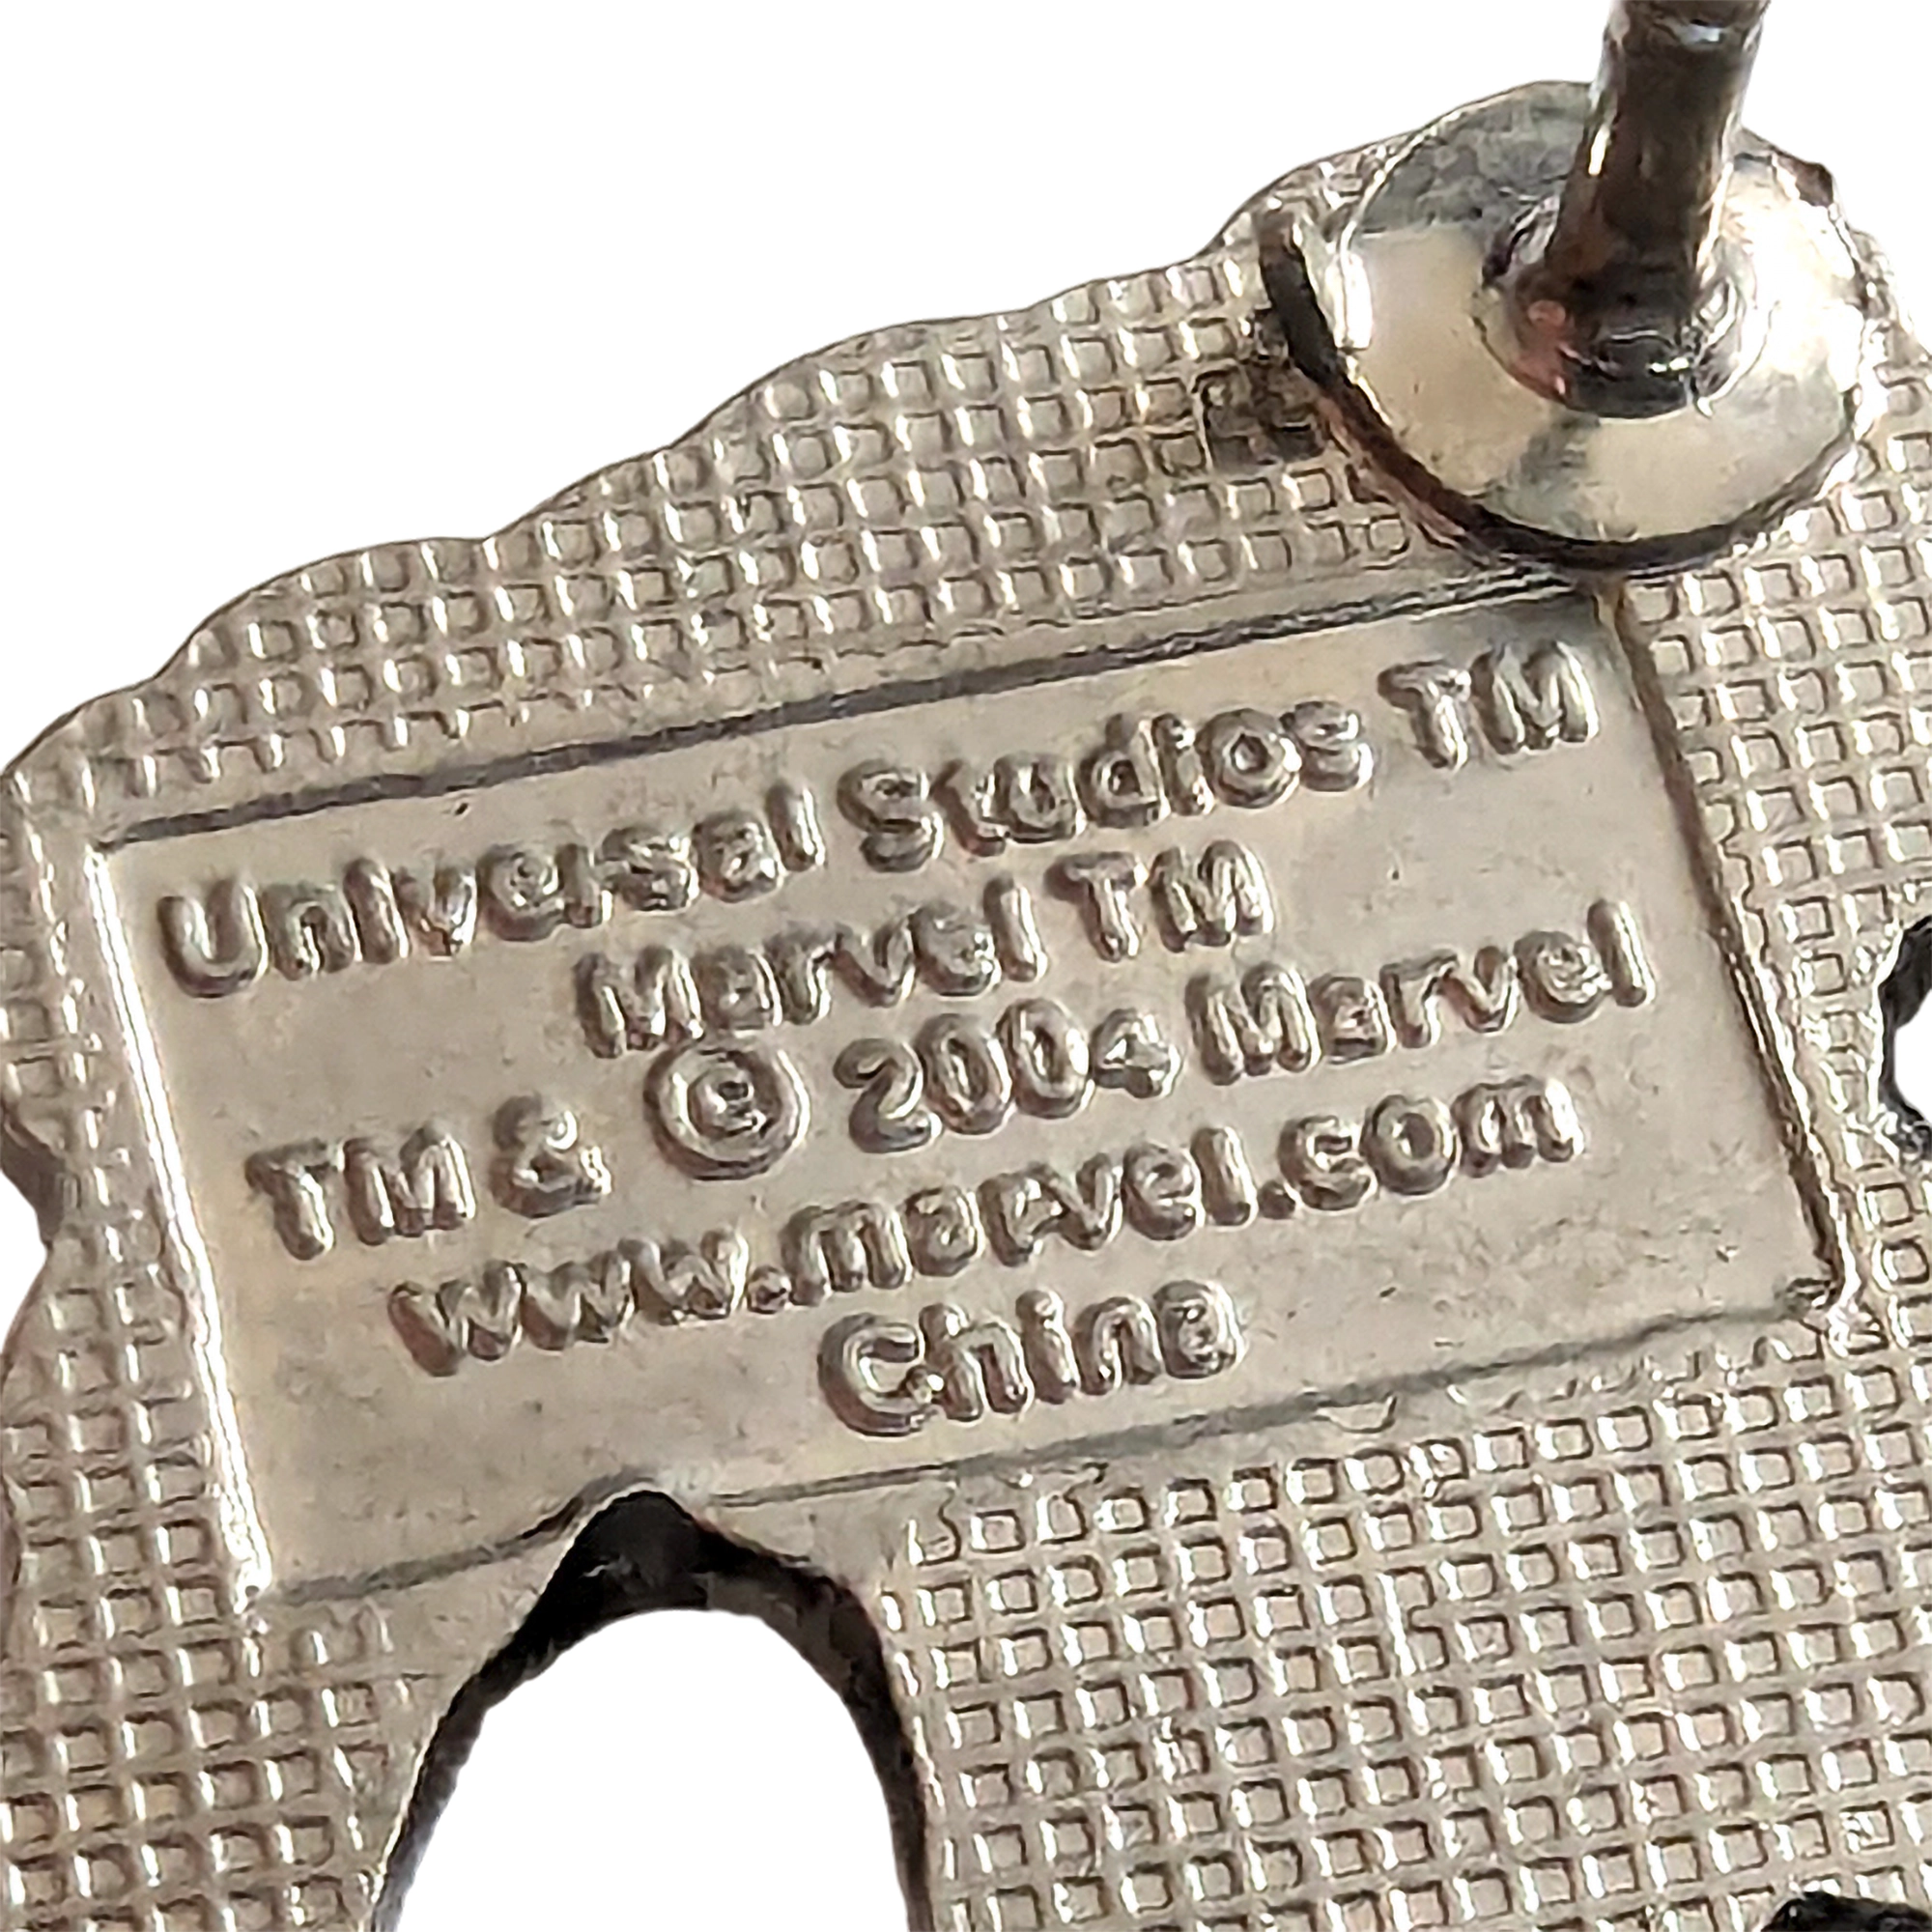 Universal Studios TM
Marvel TM
TM & © 2004 Marvel
www.marvel.com
China